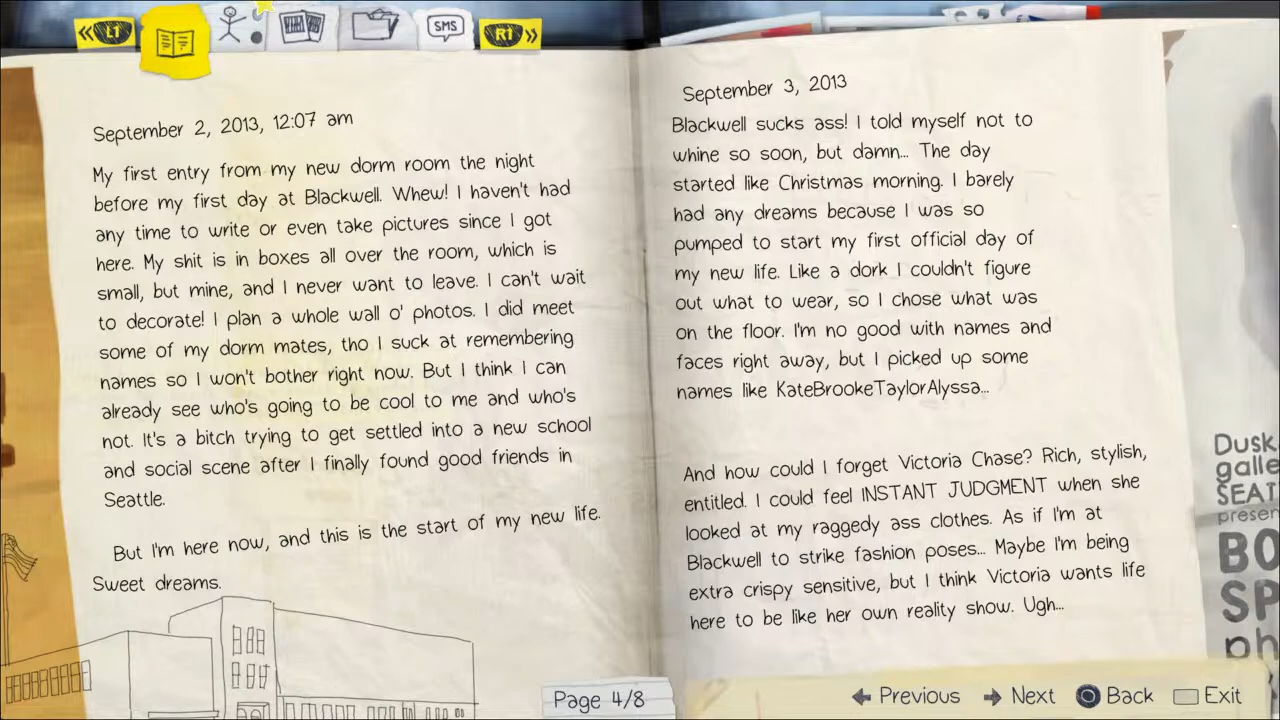 LT
SMS
R1
September 2, 2013, 12:07 am
My first entry from my new dorm room the night
before my first day at Blackwell. Whew! I haven't had
any time to write or even take pictures since I got
here. My shit is in boxes all over the room, which is
small, but mine, and I never want to leave. I can't wait
to decorate! I plan a whole wall o' photos. I did meet
some of my dorm mates, tho I suck at remembering
names so I won't bother right now. But I think I can
already see who's going to be cool to me and who's
not. It's a bitch trying to get settled into a new school
and social scene after I finally found good friends in
Seattle.
But I'm here now, and this is the start of my new life.
Sweet dreams.
September 3, 2013
Blackwell sucks ass! I told myself not to
whine so soon, but damn... The day
started like Christmas morning. I barely
had any dreams because I was so
pumped to start my first official day of
my new life. Like a dork I couldn't figure
out what to wear, so I chose what was
on the floor. I'm no good with names and
faces right away, but I picked up some
names like KateBrookeTaylorAlyssa...
And how could I forget Victoria Chase? Rich, stylish,
entitled. I could feel INSTANT JUDGMENT when she
looked at my raggedy ass clothes. As if I'm at
Blackwell to strike fashion poses... Maybe I'm being
extra crispy sensitive, but I think Victoria wants life
here to be like her own reality show. Ugh...
Dusk
galle
SEAT
presen
BO
SP
ph
Page 4/8
Previous
Next
Back
Exit